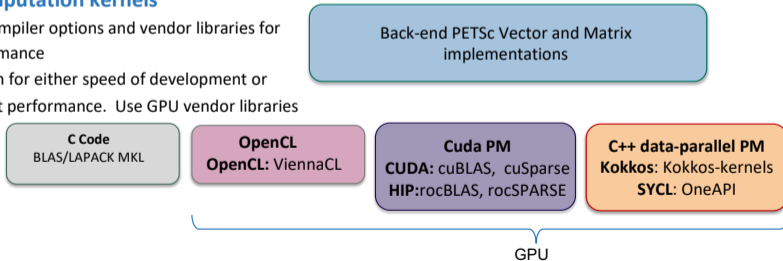 kernels
mpiler options and vendor libraries for
mance
n for either speed of development or
t performance.  Use GPU vendor libraries
Back-end PETSc Vector and Matrix
implementations
C Code
BLAS/LAPACK MKL
OpenCL
OpenCL: ViennaCL
Cuda PM
CUDA: cuBLAS,  cuSparse
HIP:rocBLAS, rocSPARSE
C++ data-parallel PM
Kokkos: Kokkos-kernels
SYCL: OneAPI
GPU